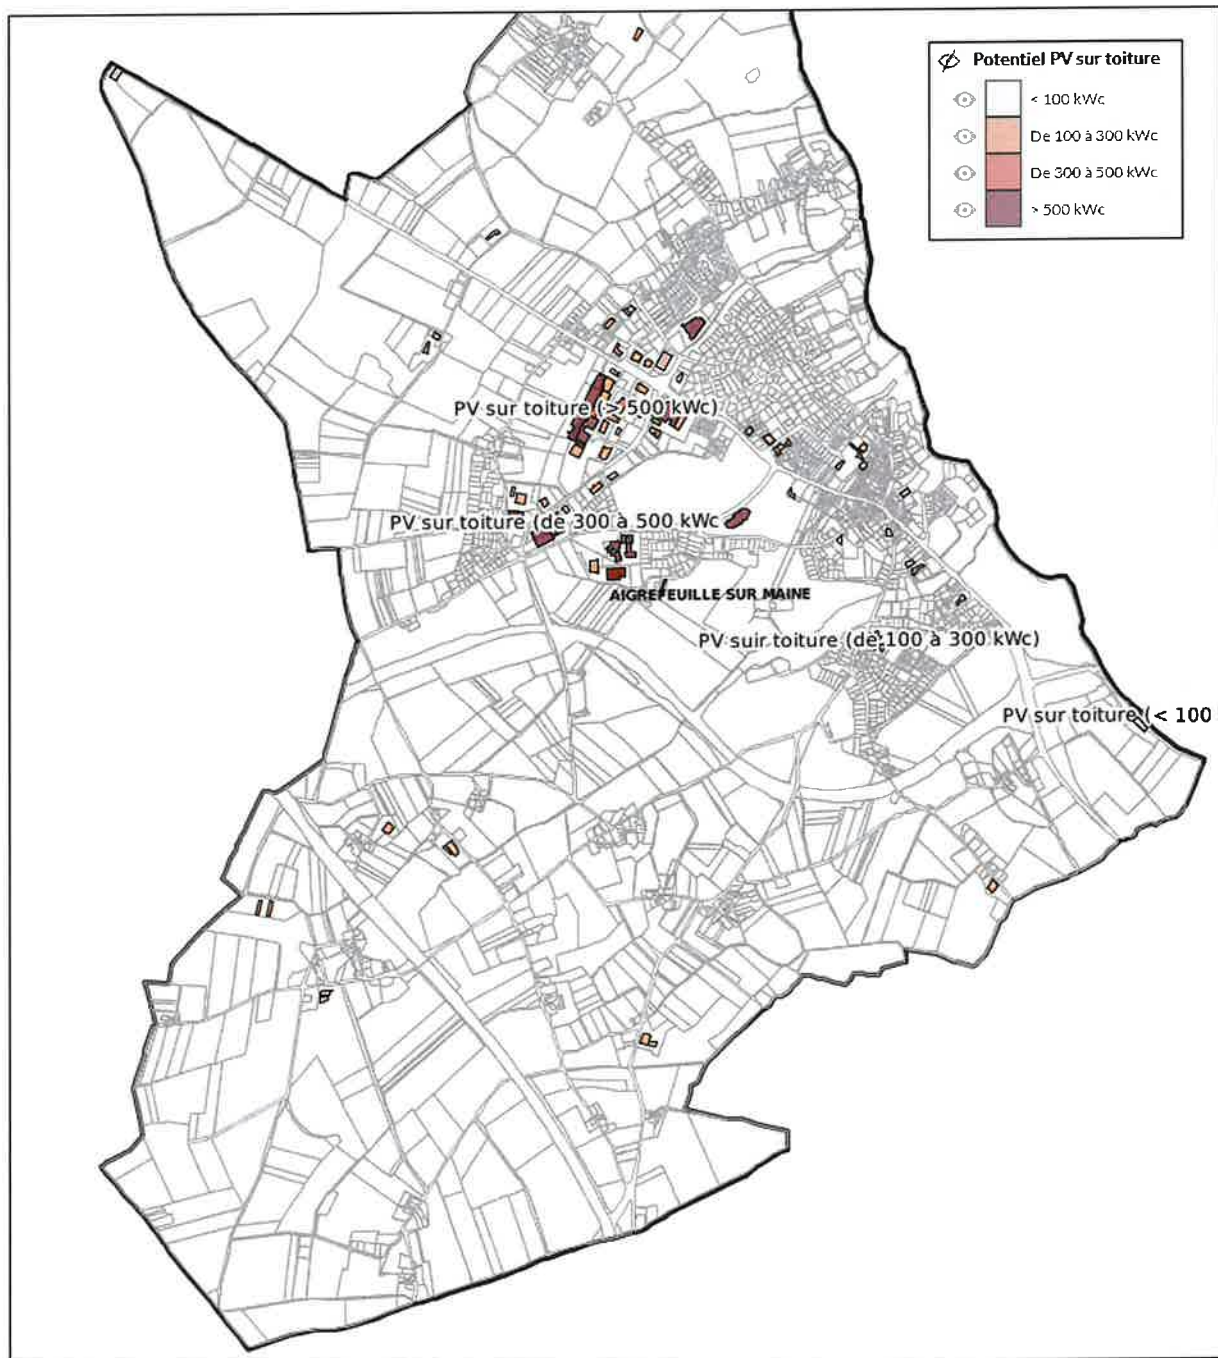 Potentiel PV sur toiture
< 100 kWc
De 100 à 300 kWc
De 300 à 500 kWc
> 500 kWc
PV sur toiture (> 500 kWc)
PV sur toiture (de 300 à 500 kWc
AIGREFEUILLE SUR MAINE
PV suir toiture (de 100 à 300 kWc)
PV sur toiture (< 100